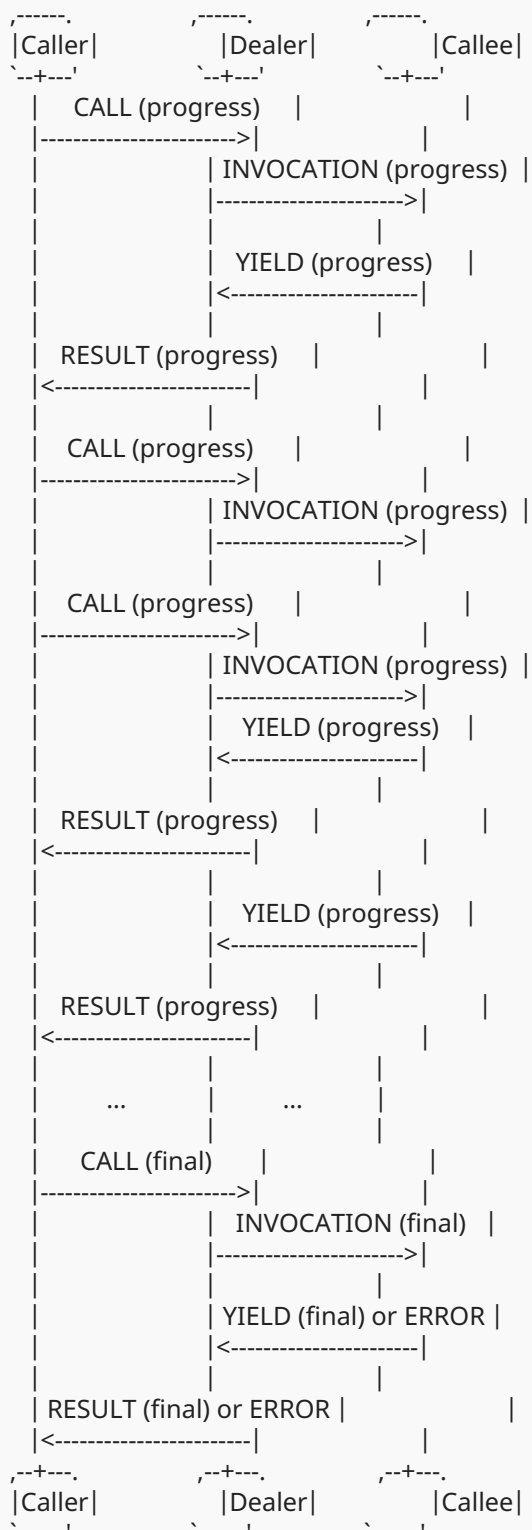 ,------.          ,------.          ,------.
|Caller|          |Dealer|          |Callee|
`--+---'          `--+---'          `--+---'
|     CALL (progress)     |                    |
|------------------------->|                    |
|                    | INVOCATION (progress) |
|                    |----------------------->|
|                    |                    |
|                    |   YIELD (progress)     |
|                    |<-----------------------|
|                    |                    |
|   RESULT (progress)     |                    |
|<------------------------|                    |
|                    |                    |
|    CALL (progress)     |                    |
|------------------------->|                    |
|                    | INVOCATION (progress) |
|                    |----------------------->|
|                    |                    |
|    CALL (progress)     |                    |
|------------------------->|                    |
|                    | INVOCATION (progress) |
|                    |----------------------->|
|                    |    YIELD (progress)    |
|                    |<-----------------------|
|                    |                    |
|   RESULT (progress)     |                    |
|<------------------------|                    |
|                    |                    |
|                    |    YIELD (progress)    |
|                    |<-----------------------|
|                    |                    |
|   RESULT (progress)     |                    |
|<------------------------|                    |
|                    |                    |
|         ...          |         ...          |
|                    |                    |
|      CALL (final)      |                    |
|------------------------->|                    |
|                    |   INVOCATION (final)   |
|                    |----------------------->|
|                    |                    |
|                    | YIELD (final) or ERROR |
|                    |<-----------------------|
|                    |                    |
| RESULT (final) or ERROR |                    |
|<------------------------|                    |
,--+---.          ,--+---.          ,--+---.
|Caller|          |Dealer|          |Callee|
`------'          `------'          `------'